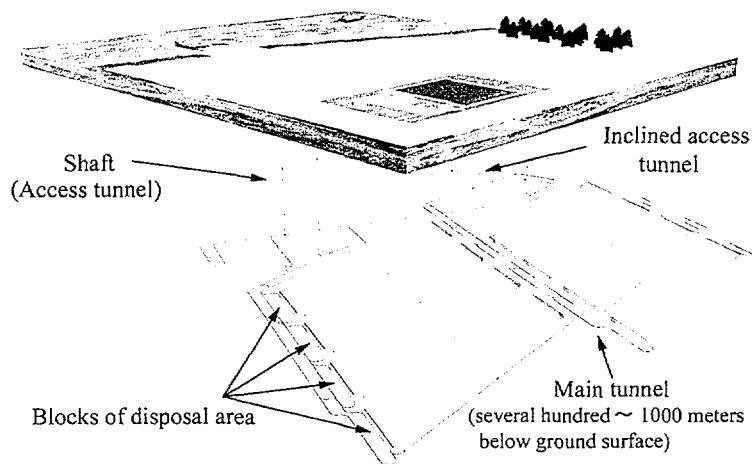 Shaft
(Access tunnel)
Inclined access
tunnel
Blocks of disposal area
Main tunnel
(several hundred ~ 1000 meters
below ground surface)